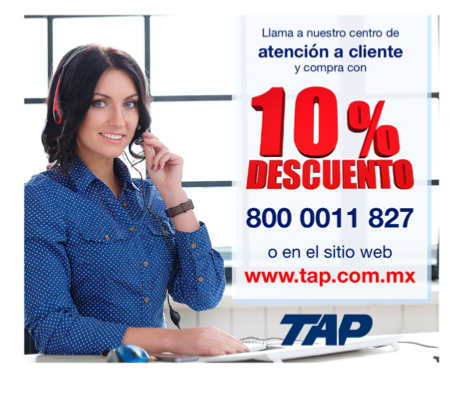 Llama a nuestro centro de
atención a cliente
y compra con
10%
DESCUENTO
800 0011 827
o en el sitio web
www.tap.com.mx
TAP